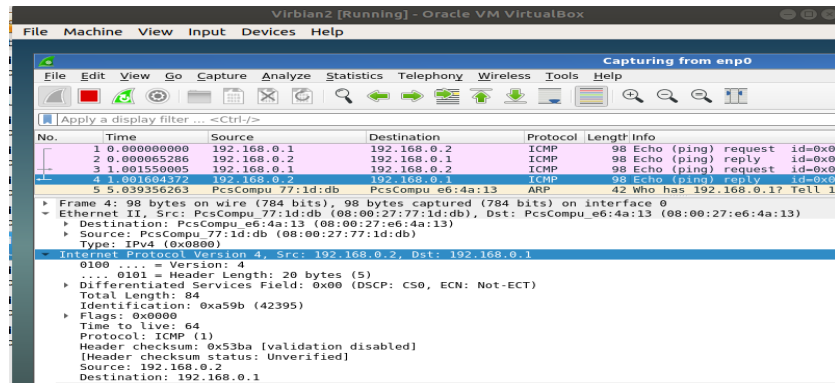 Virbian2 [Running] - Oracle VM VirtualBox
File Machine View Input Devices Help
Capturing from enp0
File Edit View Go Capture Analyze Statistics Telephony Wireless Tools Help
Apply a display filter ... <Ctrl-/>
No. Time Source Destination Protocol Length Info
1 0.000000000 192.168.0.1 192.168.0.2 ICMP 98 Echo (ping) request id=0x0
2 0.000065286 192.168.0.2 192.168.0.1 ICMP 98 Echo (ping) reply id=0x0
3 1.001550005 192.168.0.1 192.168.0.2 ICMP 98 Echo (ping) request id=0x0
4 1.001604372 192.168.0.2 192.168.0.1 ICMP 98 Echo (ping) reply id=0x0
5 5.039356263 PcsCompu_77:1d:db PcsCompu_e6:4a:13 ARP 42 Who has 192.168.0.1? Tell 1
Frame 4: 98 bytes on wire (784 bits), 98 bytes captured (784 bits) on interface 0
Ethernet II, Src: PcsCompu_77:1d:db (08:00:27:77:1d:db), Dst: PcsCompu_e6:4a:13 (08:00:27:e6:4a:13)
Destination: PcsCompu_e6:4a:13 (08:00:27:e6:4a:13)
Source: PcsCompu_77:1d:db (08:00:27:77:1d:db)
Type: IPv4 (0x0800)
Internet Protocol Version 4, Src: 192.168.0.2, Dst: 192.168.0.1
0100 .... = Version: 4
.... 0101 = Header Length: 20 bytes (5)
Differentiated Services Field: 0x00 (DSCP: CS0, ECN: Not-ECT)
Total Length: 84
Identification: 0xa59b (42395)
Flags: 0x0000
Time to live: 64
Protocol: ICMP (1)
Header checksum: 0x53ba [validation disabled]
[Header checksum status: Unverified]
Source: 192.168.0.2
Destination: 192.168.0.1